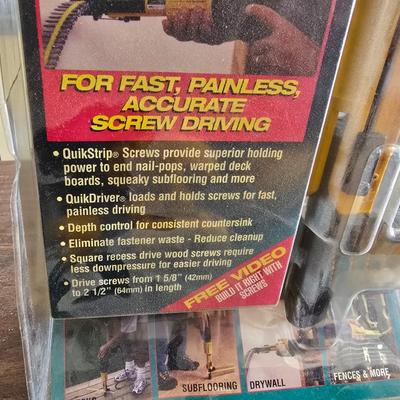 FOR FAST, PAINLESS,
ACCURATE
SCREW DRIVING
• QuikStrip® Screws provide superior holding
power to end nail-pops, warped deck
boards, squeaky subflooring and more
• QuikDriver® loads and holds screws for fast,
painless driving
• Depth control for consistent countersink
• Eliminate fastener waste - Reduce cleanup
• Square recess drive wood screws require
less downpressure for easier driving
• Drive screws from 1 5/8" (42mm)
to 2 1/2" (64mm) in length
FREE VIDEO
BUILD IT RIGHT WITH
SCREWS
SUBFLOORING
DRYWALL
FENCES & MORE